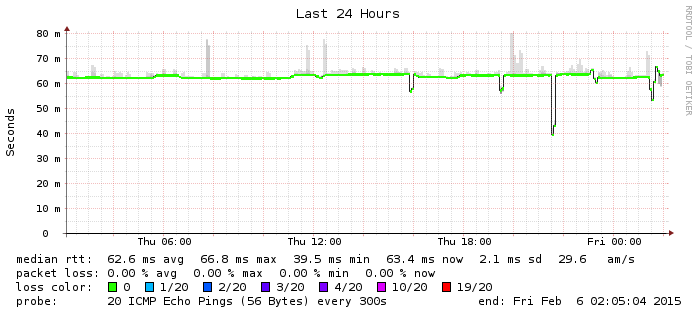 Last 24 Hours
RRDTOOL / TOBI OETIKER
Seconds
80 m
70 m
60 m
50 m
40 m
30 m
20 m
10 m
0
Thu 06:00 Thu 12:00 Thu 18:00 Fri 00:00
median rtt: 62.6 ms avg 66.8 ms max 39.5 ms min 63.4 ms now 2.1 ms sd 29.6 am/s
packet loss: 0.00 % avg 0.00 % max 0.00 % min 0.00 % now
loss color: 0 1/20 2/20 3/20 4/20 10/20 19/20
probe: 20 ICMP Echo Pings (56 Bytes) every 300s end: Fri Feb 6 02:05:04 2015